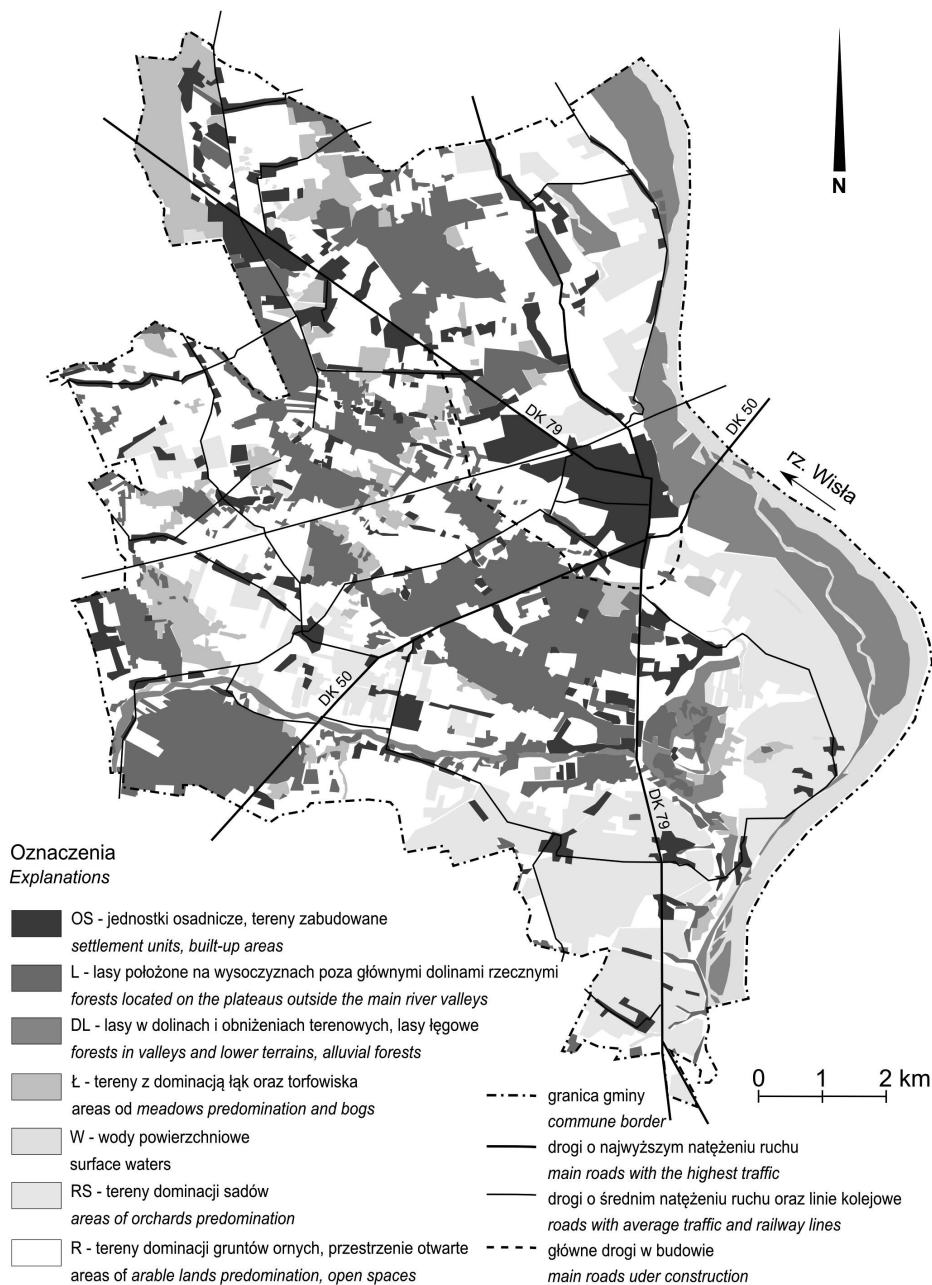 N
DK 79
DK 50
rz. Wisła
DK 50
DK 79
Oznaczenia
Explanations
OS - jednostki osadnicze, tereny zabudowane
settlement units, built-up areas
L - lasy położone na wysoczyznach poza głównymi dolinami rzecznymi
forests located on the plateaus outside the main river valleys
DL - lasy w dolinach i obniżeniach terenowych, lasy łęgowe
forests in valleys and lower terrains, alluvial forests
Ł - tereny z dominacją łąk oraz torfowiska
areas od meadows predomination and bogs
W - wody powierzchniowe
surface waters
RS - tereny dominacji sadów
areas of orchards predomination
R - tereny dominacji gruntów ornych, przestrzenie otwarte
areas of arable lands predomination, open spaces
0 1 2 km
granica gminy
commune border
drogi o najwyższym natężeniu ruchu
main roads with the highest traffic
drogi o średnim natężeniu ruchu oraz linie kolejowe
roads with average traffic and railway lines
główne drogi w budowie
main roads uder construction